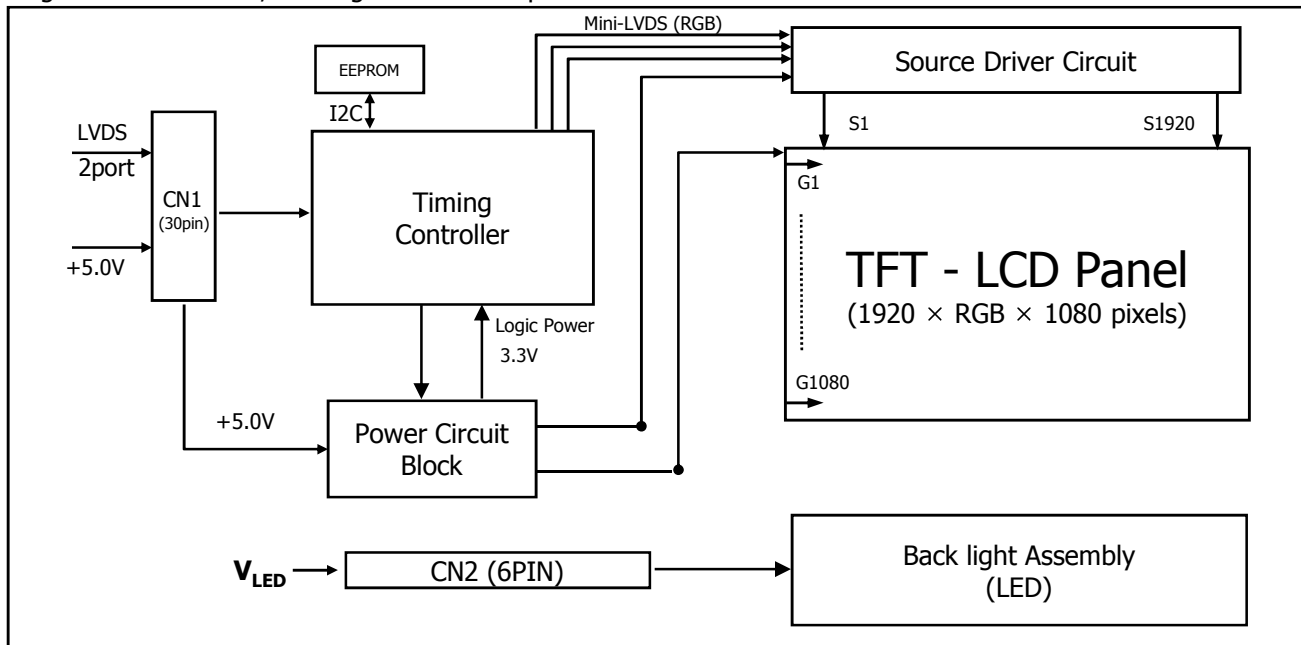 Mini-LVDS (RGB)
EEPROM
I2C
Source Driver Circuit
S1
S1920
LVDS
2port
CN1
(30pin)
+5.0V
Timing
Controller
G1
TFT - LCD Panel
(1920 × RGB × 1080 pixels)
G1080
Logic Power
3.3V
+5.0V
Power Circuit
Block
VLED
CN2 (6PIN)
Back light Assembly
(LED)